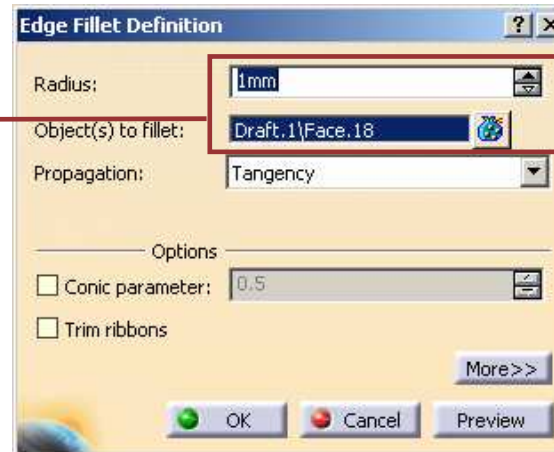 Edge Fillet Definition ? X
Radius: 1mm
Object(s) to fillet: Draft.1\Face.18
Propagation: Tangency
Options
Conic parameter: 0.5
Trim ribbons
More>>
OK Cancel Preview